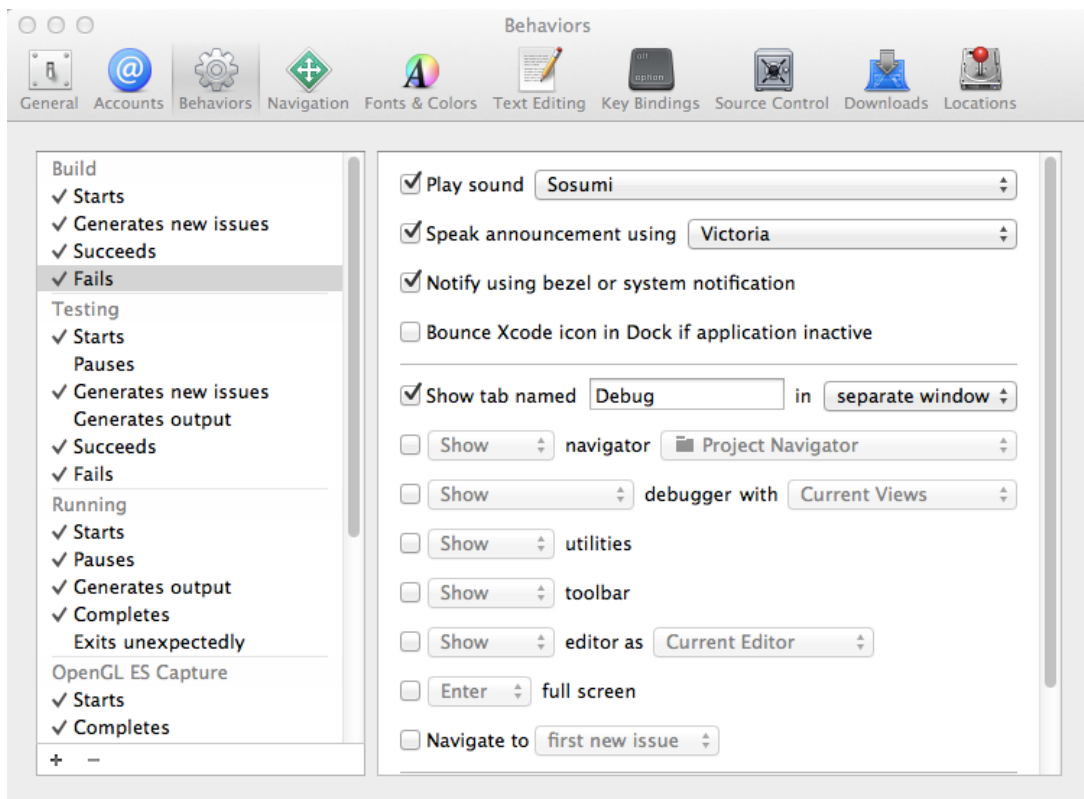 Behaviors
General Accounts Behaviors Navigation Fonts & Colors Text Editing Key Bindings Source Control Downloads Locations
Build
✓ Starts
✓ Generates new issues
✓ Succeeds
✓ Fails
Testing
✓ Starts
Pauses
✓ Generates new issues
Generates output
✓ Succeeds
✓ Fails
Running
✓ Starts
✓ Pauses
✓ Generates output
✓ Completes
Exits unexpectedly
OpenGL ES Capture
✓ Starts
✓ Completes
+ −
Play sound Sosumi
Speak announcement using Victoria
Notify using bezel or system notification
Bounce Xcode icon in Dock if application inactive
Show tab named Debug in separate window
Show navigator Project Navigator
Show debugger with Current Views
Show utilities
Show toolbar
Show editor as Current Editor
Enter full screen
Navigate to first new issue
alt
option